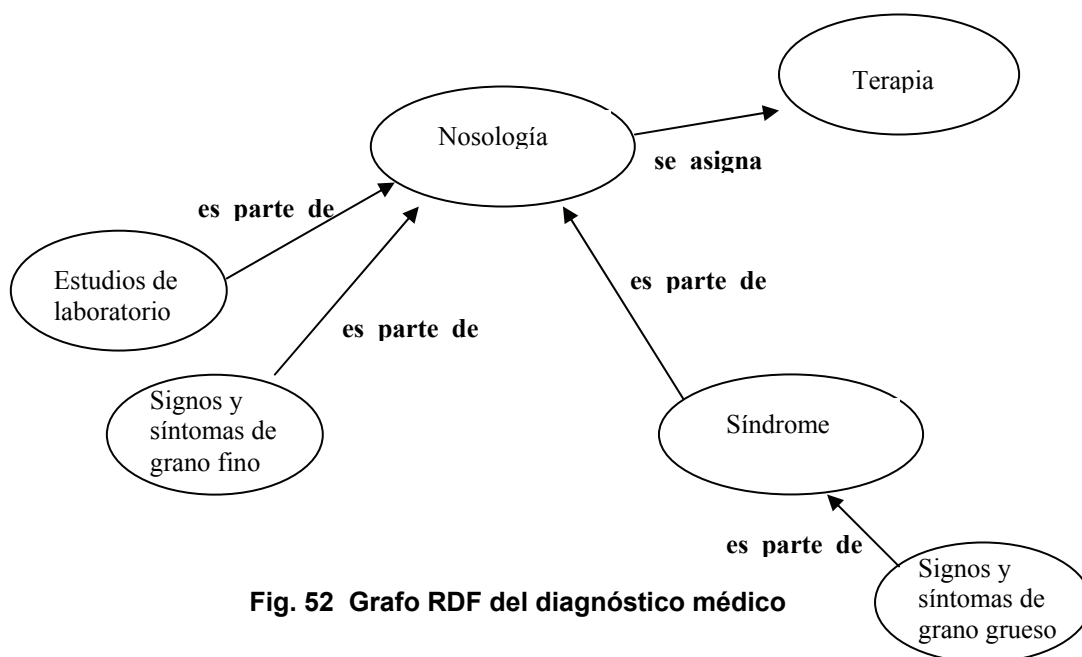 Terapia
Nosología
se asigna
es parte de
Estudios de
laboratorio
es parte de
es parte de
Signos y
síntomas de
grano fino
Síndrome
es parte de
Signos y
síntomas de
grano grueso
Fig. 52 Grafo RDF del diagnóstico médico